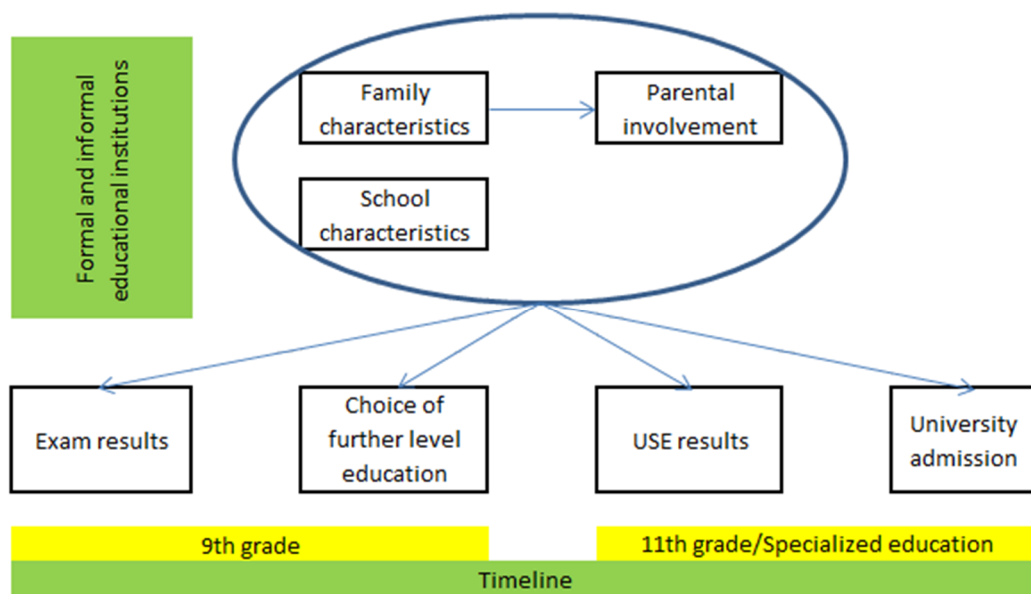 Formal and informal
educational institutions
Family
characteristics
Parental
involvement
School
characteristics
Exam results
Choice of
further level
education
USE results
University
admission
9th grade
11th grade/Specialized education
Timeline